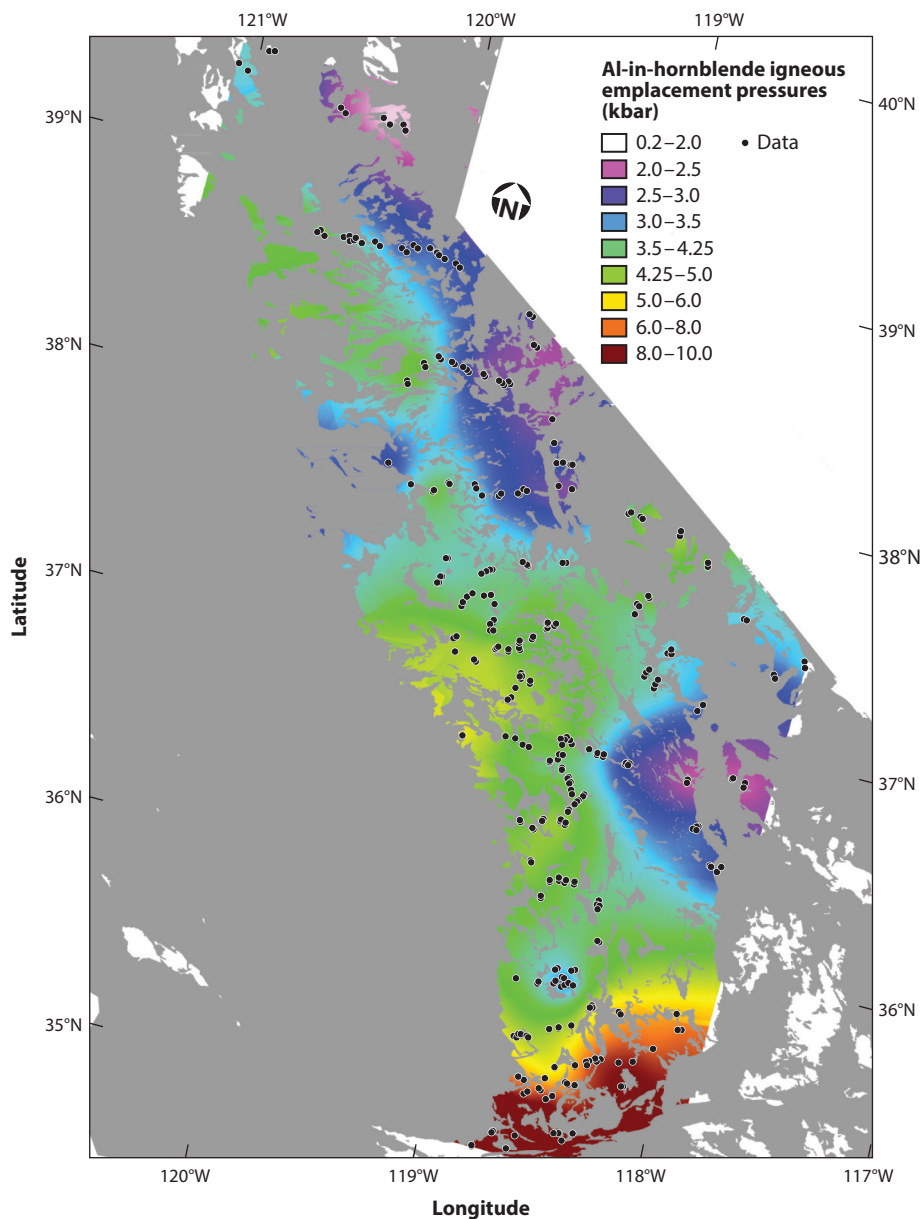 121°W
120°W
119°W
Al-in-hornblende igneous
emplacement pressures
(kbar)
0.2–2.0
2.0–2.5
2.5–3.0
3.0–3.5
3.5–4.25
4.25–5.0
5.0–6.0
6.0–8.0
8.0–10.0
Data
N
39°N
38°N
37°N
36°N
35°N
Latitude
40°N
39°N
38°N
37°N
36°N
120°W
119°W
118°W
117°W
Longitude